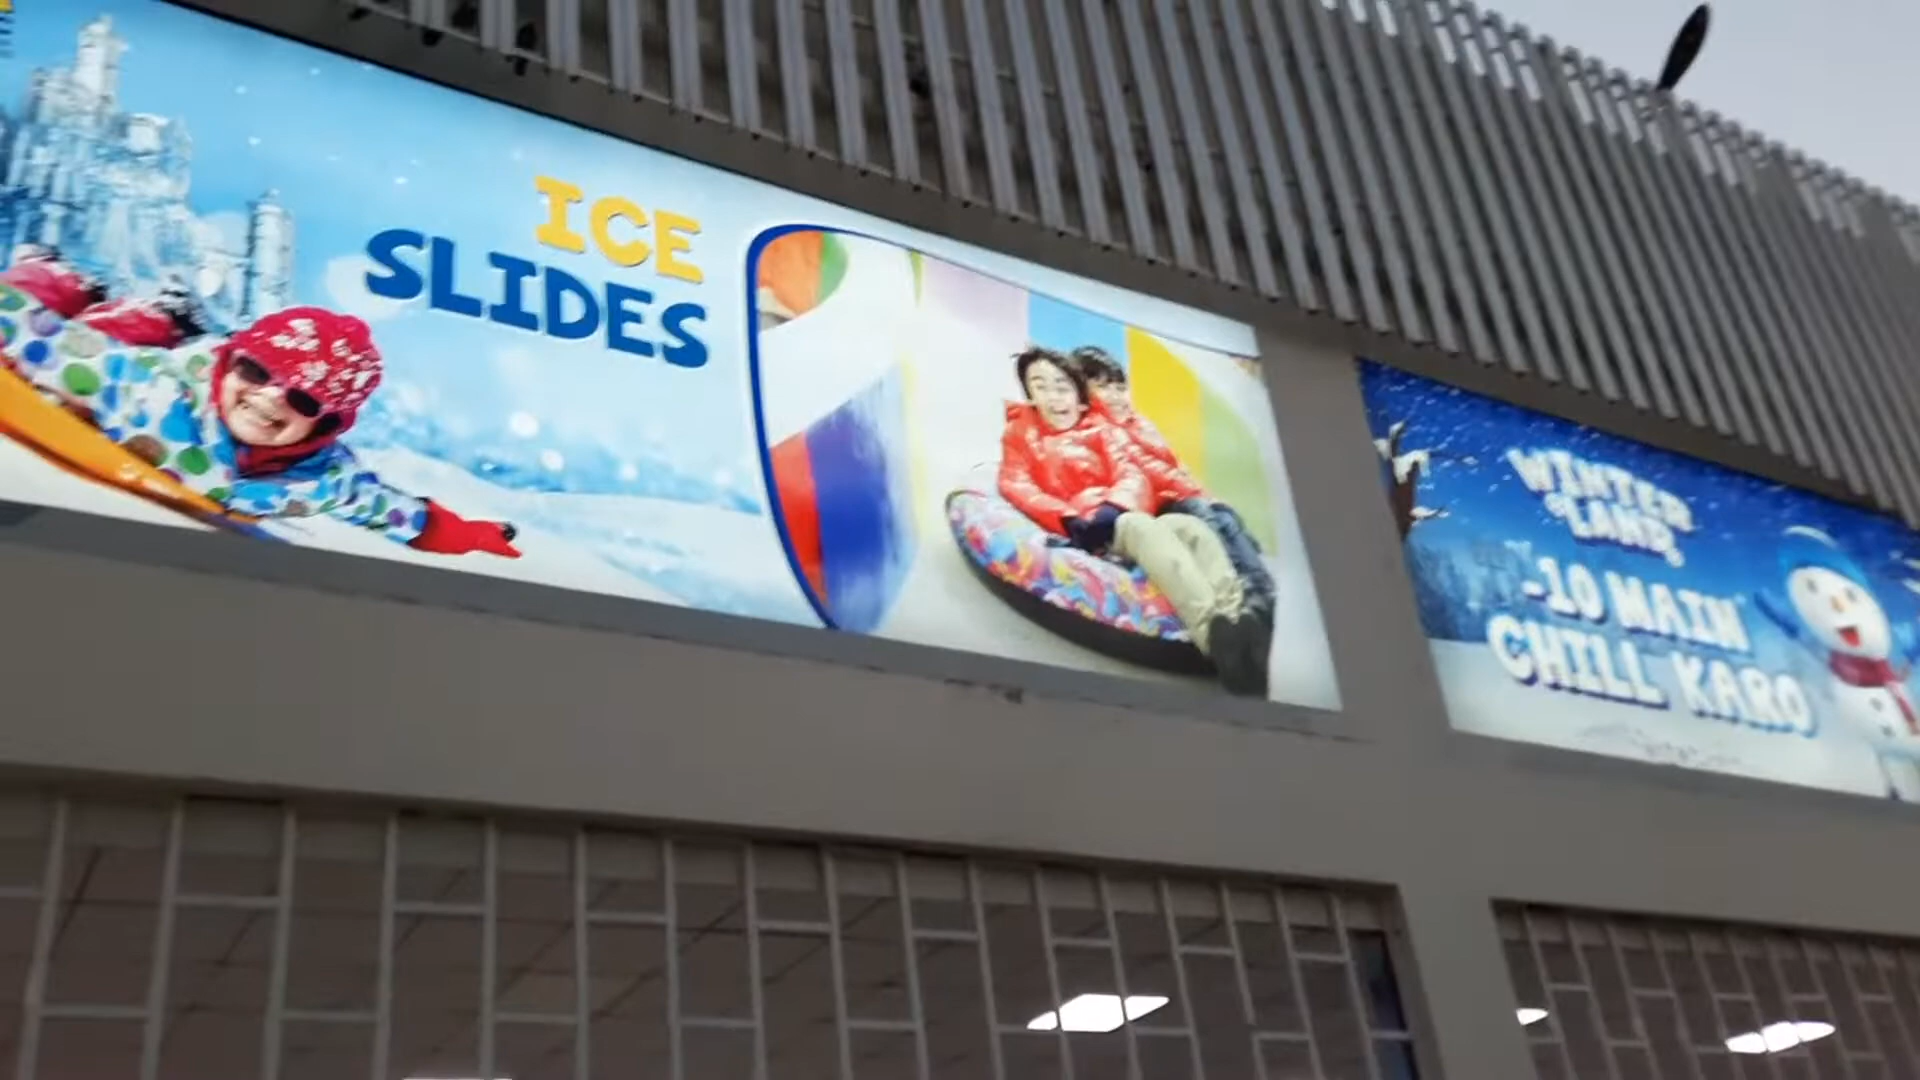 ICE
SLIDES
WINTER
LAND
-10 MAIN
CHILL KARO